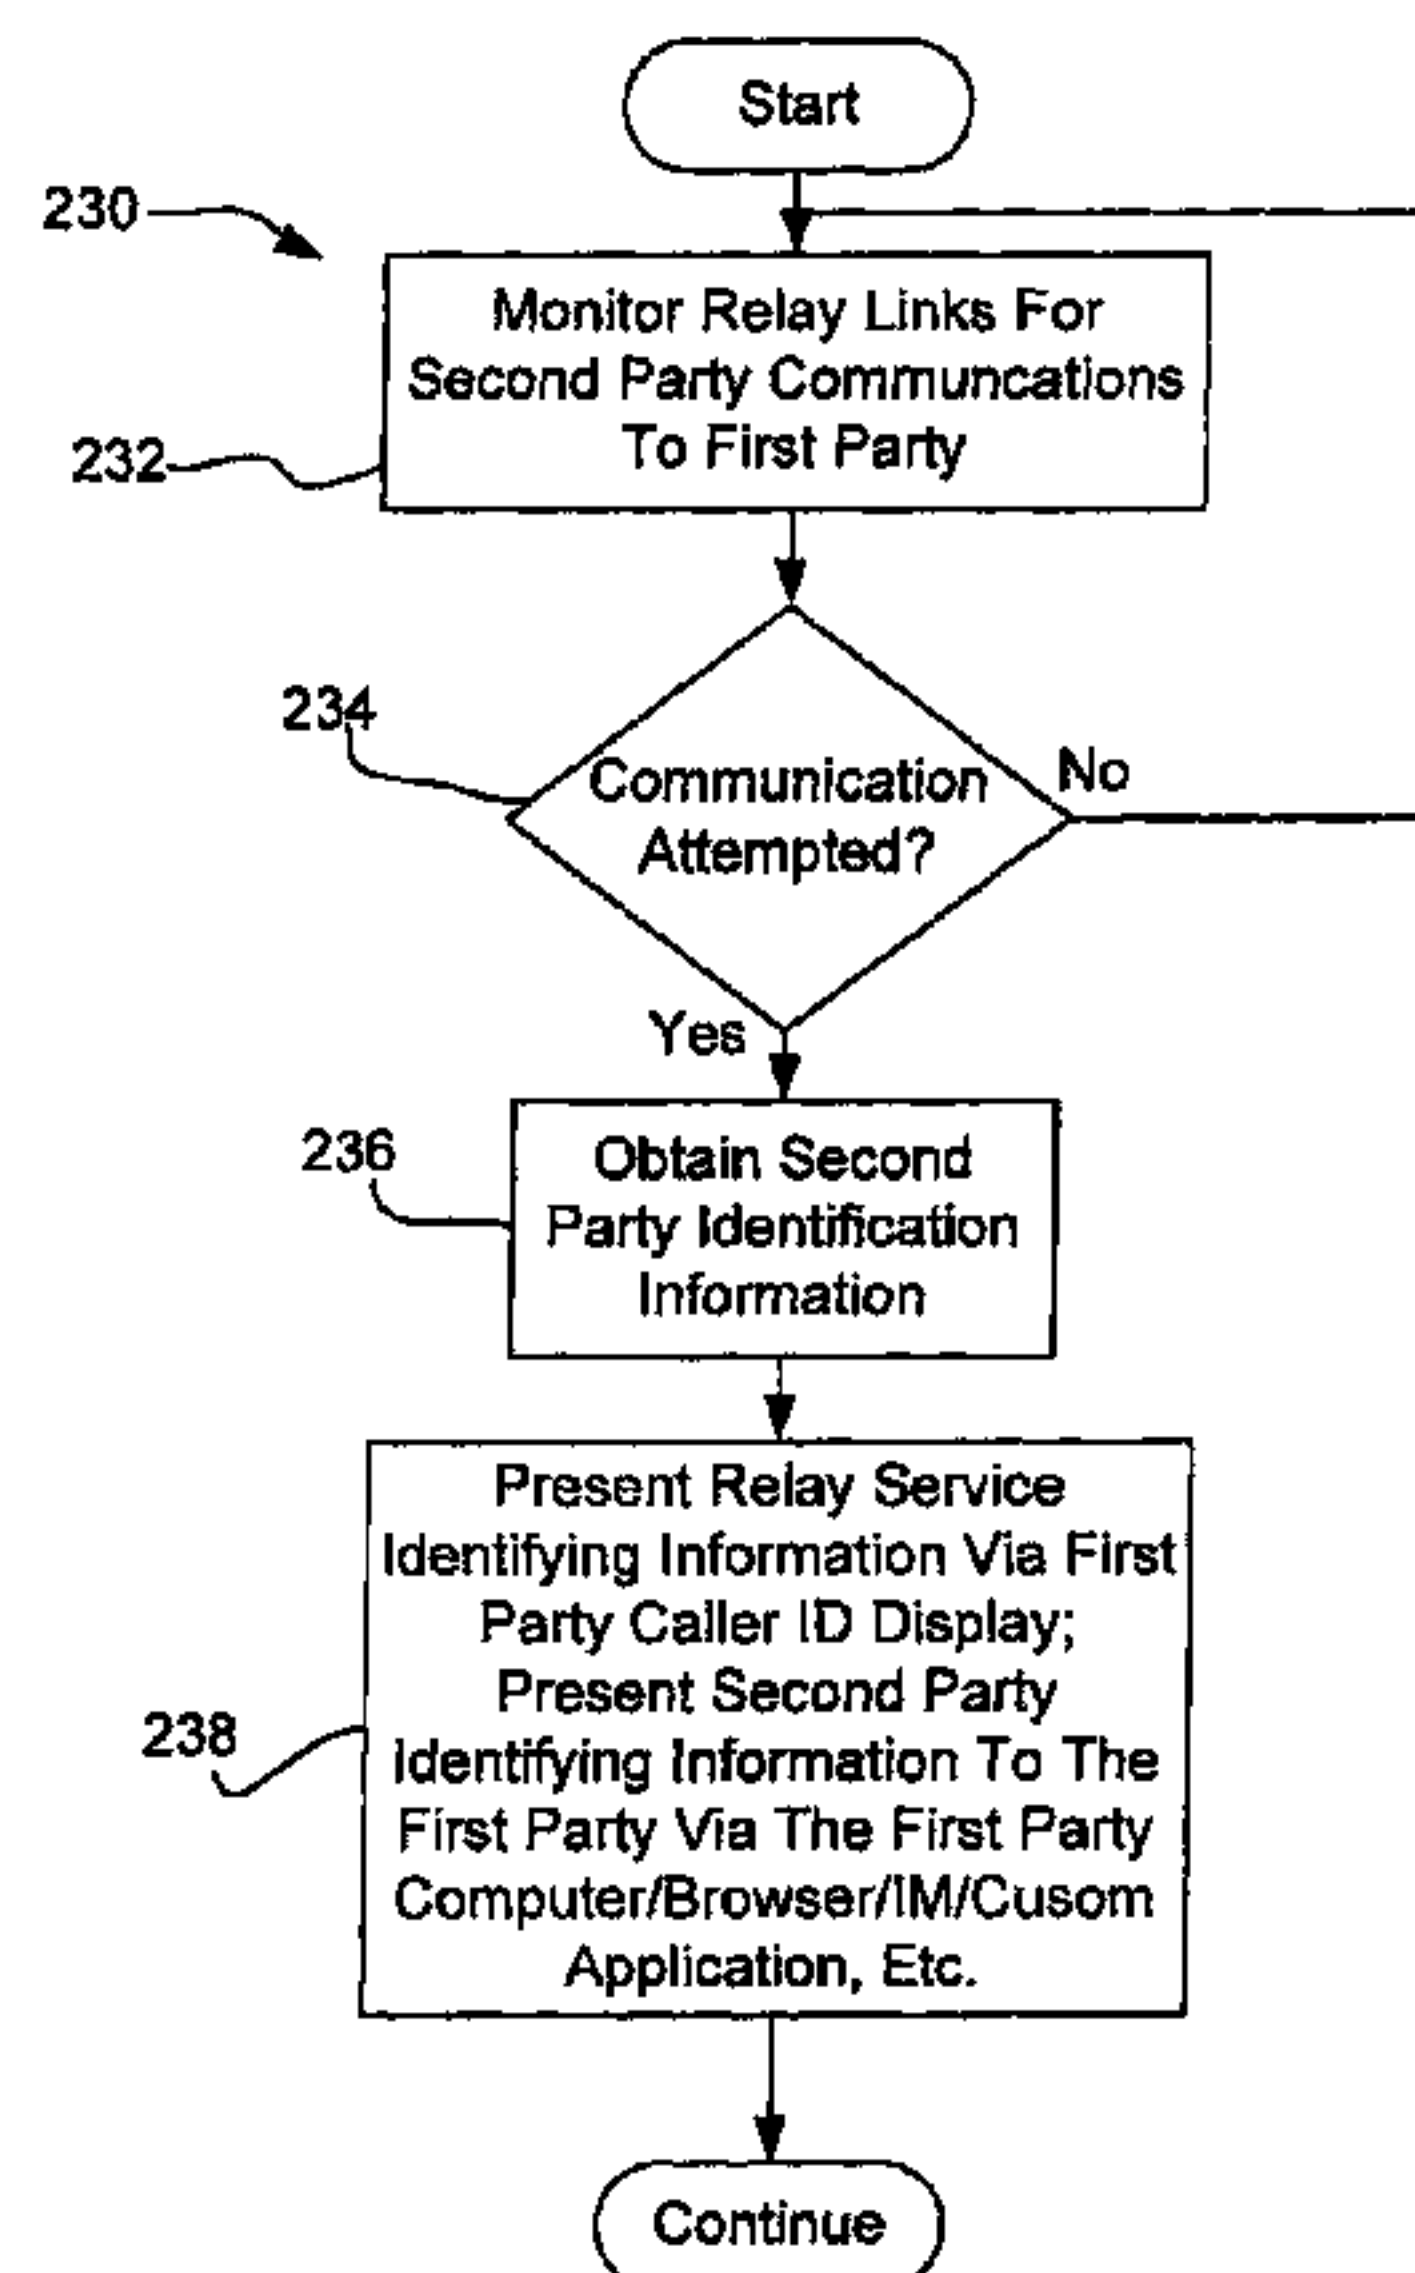 Start
230
Monitor Relay Links For
Second Party Communcations
To First Party
232
234
Communication
Attempted?
No
Yes
236
Obtain Second
Party Identification
Information
Present Relay Service
Identifying Information Via First
Party Caller ID Display;
Present Second Party
Identifying Information To The
First Party Via The First Party
Computer/Browser/IM/Cusom
Application, Etc.
238
Continue